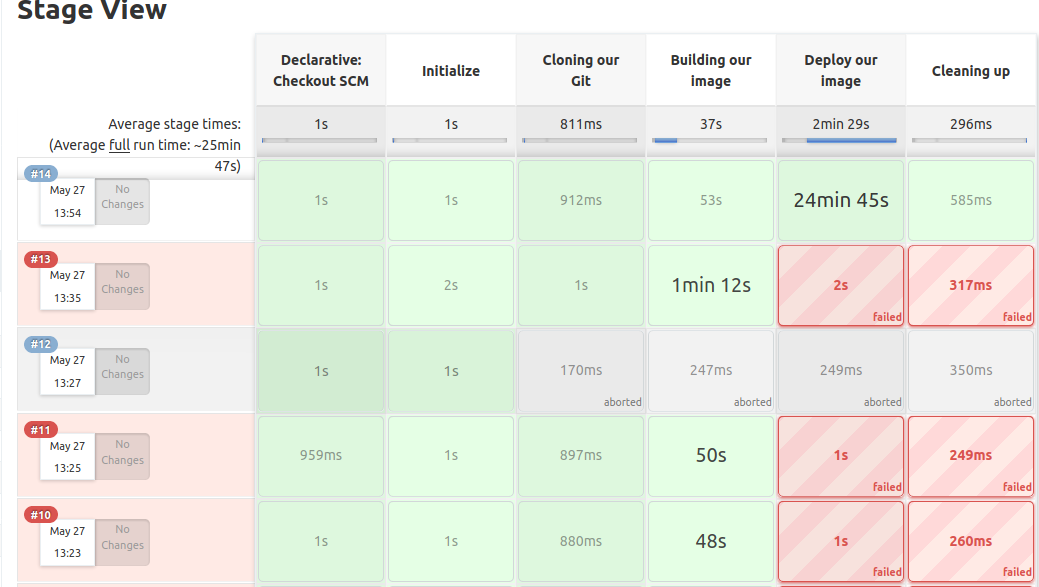 Stage View
Declarative:
Checkout SCM
Initialize
Cloning our
Git
Building our
image
Deploy our
image
Cleaning up
Average stage times:
(Average full run time: ~25min
47s)
1s
1s
811ms
37s
2min 29s
296ms
#14
May 27
13:54
No
Changes
1s
1s
912ms
53s
24min 45s
585ms
#13
May 27
13:35
No
Changes
1s
2s
1s
1min 12s
2s
failed
317ms
failed
#12
May 27
13:27
No
Changes
1s
1s
170ms
aborted
247ms
aborted
249ms
aborted
350ms
aborted
#11
May 27
13:25
No
Changes
959ms
1s
897ms
50s
1s
failed
249ms
failed
#10
May 27
13:23
No
Changes
1s
1s
880ms
48s
1s
failed
260ms
failed